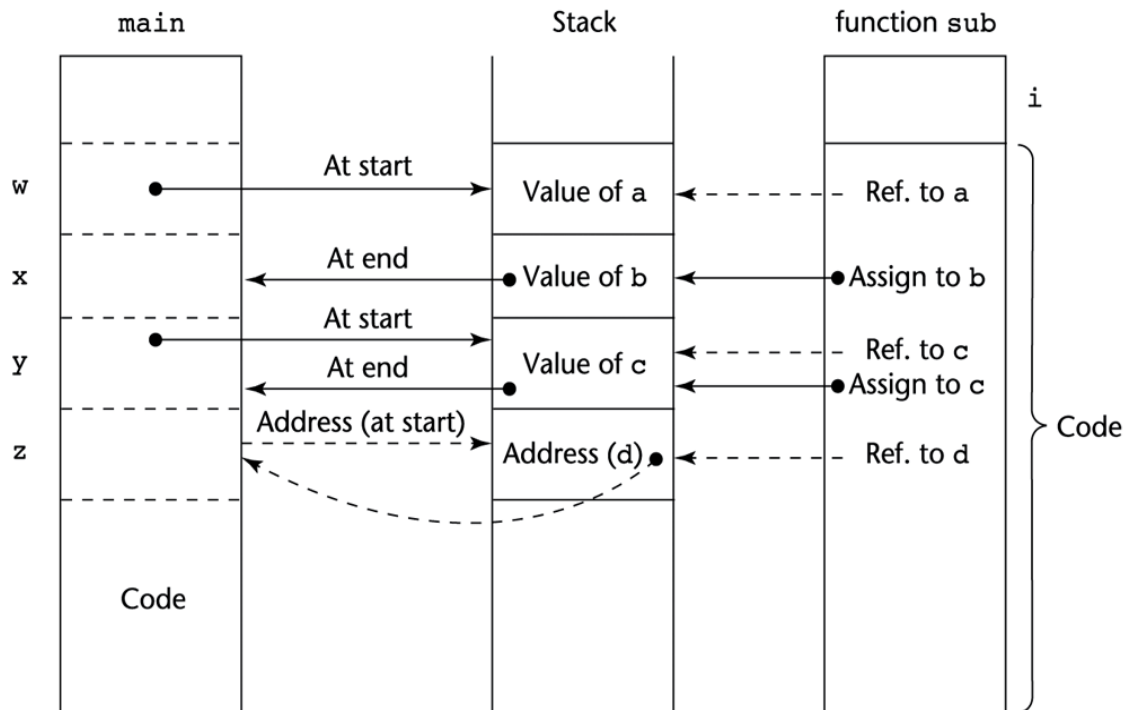 main Stack function sub
i
w At start Value of a Ref. to a
x At end Value of b Assign to b
At start
y Value of c Ref. to c
At end Assign to c
z Address (at start) Address (d) Ref. to d
Code
Code